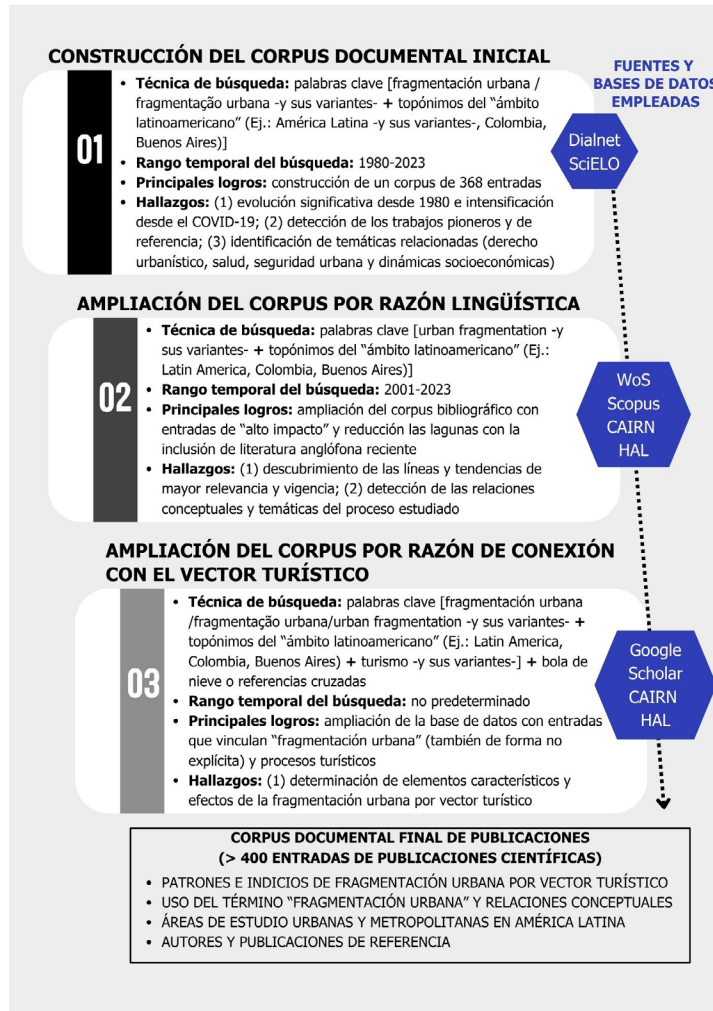 CONSTRUCCIÓN DEL CORPUS DOCUMENTAL INICIAL
FUENTES Y
BASES DE DATOS
EMPLEADAS
01
• Técnica de búsqueda: palabras clave [fragmentación urbana /
fragmentação urbana -y sus variantes- + topónimos del “ámbito
latinoamericano” (Ej.: América Latina -y sus variantes-, Colombia,
Buenos Aires)]
• Rango temporal del búsqueda: 1980-2023
• Principales logros: construcción de un corpus de 368 entradas
• Hallazgos: (1) evolución significativa desde 1980 e intensificación
desde el COVID-19; (2) detección de los trabajos pioneros y de
referencia; (3) identificación de temáticas relacionadas (derecho
urbanístico, salud, seguridad urbana y dinámicas socioeconómicas)
Dialnet
SciELO
AMPLIACIÓN DEL CORPUS POR RAZÓN LINGÜÍSTICA
02
• Técnica de búsqueda: palabras clave [urban fragmentation -y
sus variantes- + topónimos del “ámbito latinoamericano” (Ej.:
Latin America, Colombia, Buenos Aires)]
• Rango temporal del búsqueda: 2001-2023
• Principales logros: ampliación del corpus bibliográfico con
entradas de “alto impacto” y reducción las lagunas con la
inclusión de literatura anglófona reciente
• Hallazgos: (1) descubrimiento de las líneas y tendencias de
mayor relevancia y vigencia; (2) detección de las relaciones
conceptuales y temáticas del proceso estudiado
WoS
Scopus
CAIRN
HAL
AMPLIACIÓN DEL CORPUS POR RAZÓN DE CONEXIÓN
CON EL VECTOR TURÍSTICO
03
• Técnica de búsqueda: palabras clave [fragmentación urbana
/fragmentação urbana/urban fragmentation -y sus variantes- +
topónimos del “ámbito latinoamericano” (Ej.: Latin America,
Colombia, Buenos Aires) + turismo -y sus variantes-] + bola de
nieve o referencias cruzadas
• Rango temporal del búsqueda: no predeterminado
• Principales logros: ampliación de la base de datos con entradas
que vinculan “fragmentación urbana” (también de forma no
explícita) y procesos turísticos
• Hallazgos: (1) determinación de elementos característicos y
efectos de la fragmentación urbana por vector turístico
Google
Scholar
CAIRN
HAL
CORPUS DOCUMENTAL FINAL DE PUBLICACIONES
(> 400 ENTRADAS DE PUBLICACIONES CIENTÍFICAS)
• PATRONES E INDICIOS DE FRAGMENTACIÓN URBANA POR VECTOR TURÍSTICO
• USO DEL TÉRMINO “FRAGMENTACIÓN URBANA” Y RELACIONES CONCEPTUALES
• ÁREAS DE ESTUDIO URBANAS Y METROPOLITANAS EN AMÉRICA LATINA
• AUTORES Y PUBLICACIONES DE REFERENCIA